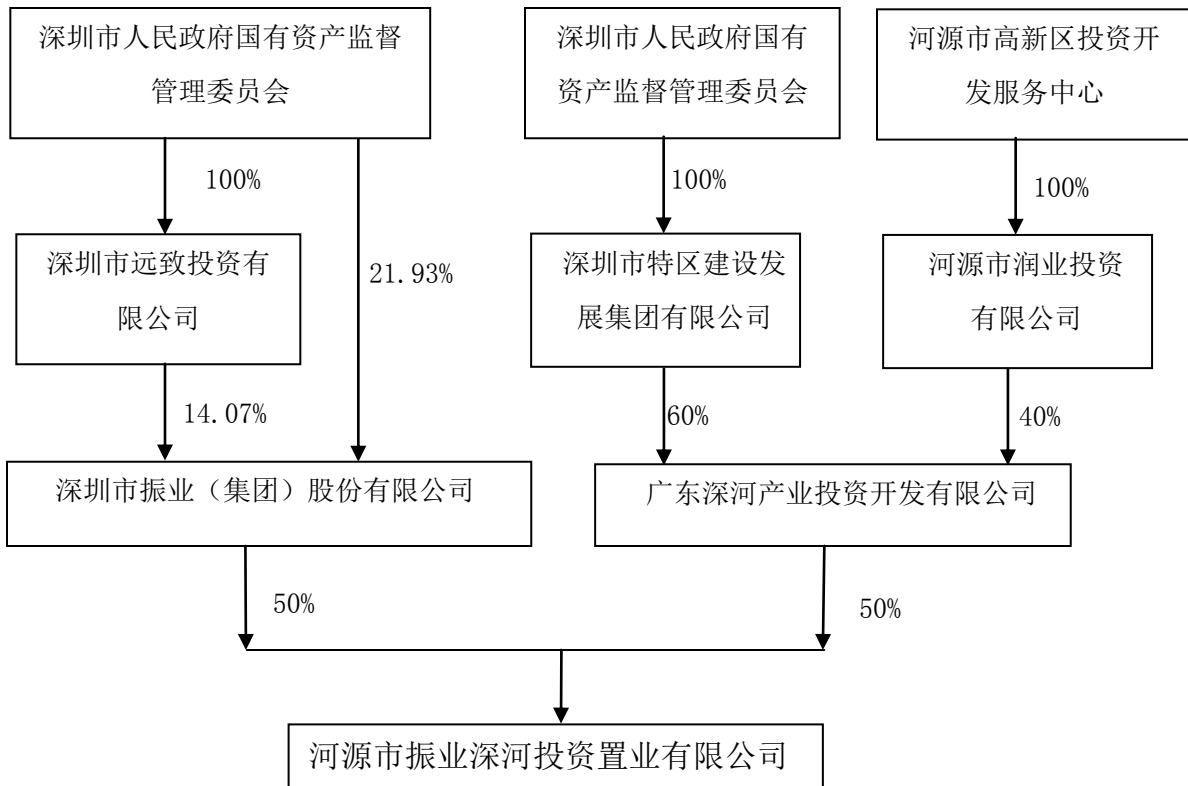 深圳市人民政府国有资产监督
管理委员会
深圳市人民政府国有
资产监督管理委员会
河源市高新区投资开
发服务中心
100%
100%
100%
深圳市远致投资有
限公司
21.93%
深圳市特区建设发
展集团有限公司
河源市润业投资
有限公司
14.07%
60%
40%
深圳市振业（集团）股份有限公司
广东深河产业投资开发有限公司
50%
50%
河源市振业深河投资置业有限公司